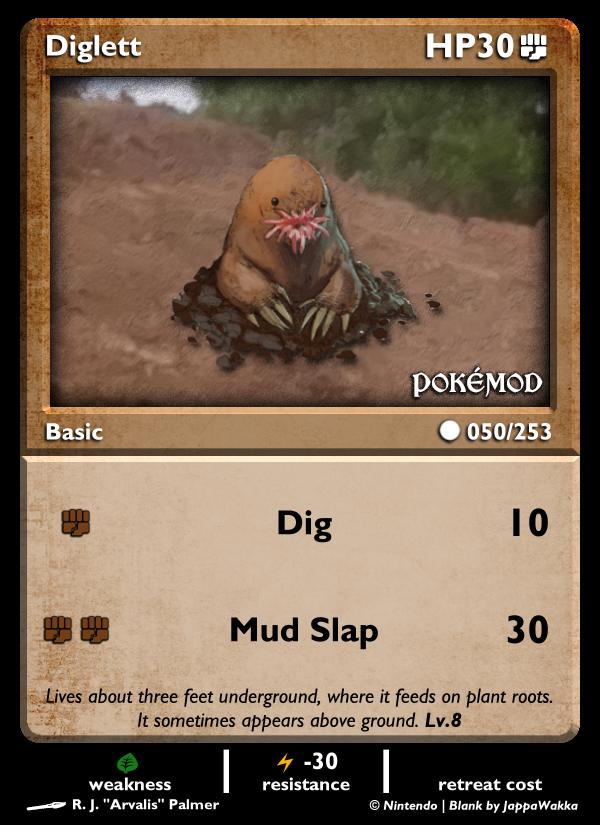 Diglett
HP30
POKÉMOD
Basic
050/253
Dig
10
Mud Slap
30
Lives about three feet underground, where it feeds on plant roots.
It sometimes appears above ground. Lv.8
-30
weakness
resistance
retreat cost
R. J. "Arvalis" Palmer
© Nintendo | Blank by JappaWakka